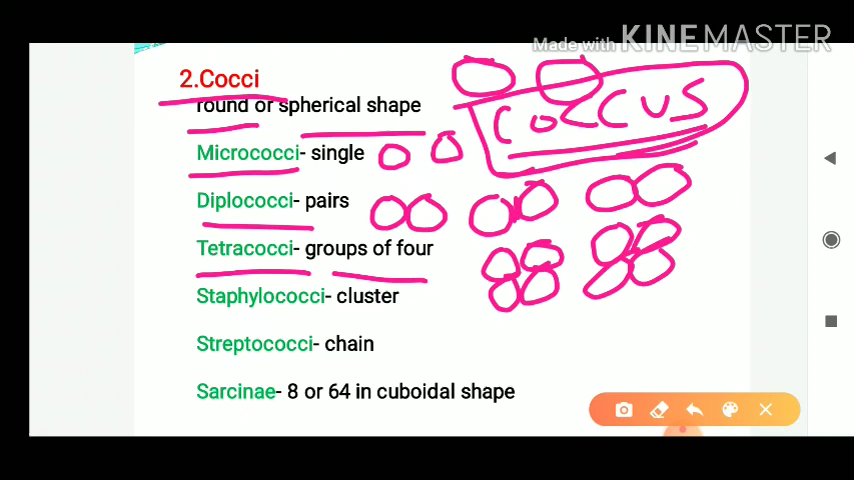 Made with KINEMASTER
2.Cocci
COCCUS
round or spherical shape
Micrococci- single
Diplococci- pairs
Tetracocci- groups of four
Staphylococci- cluster
Streptococci- chain
Sarcinae- 8 or 64 in cuboidal shape